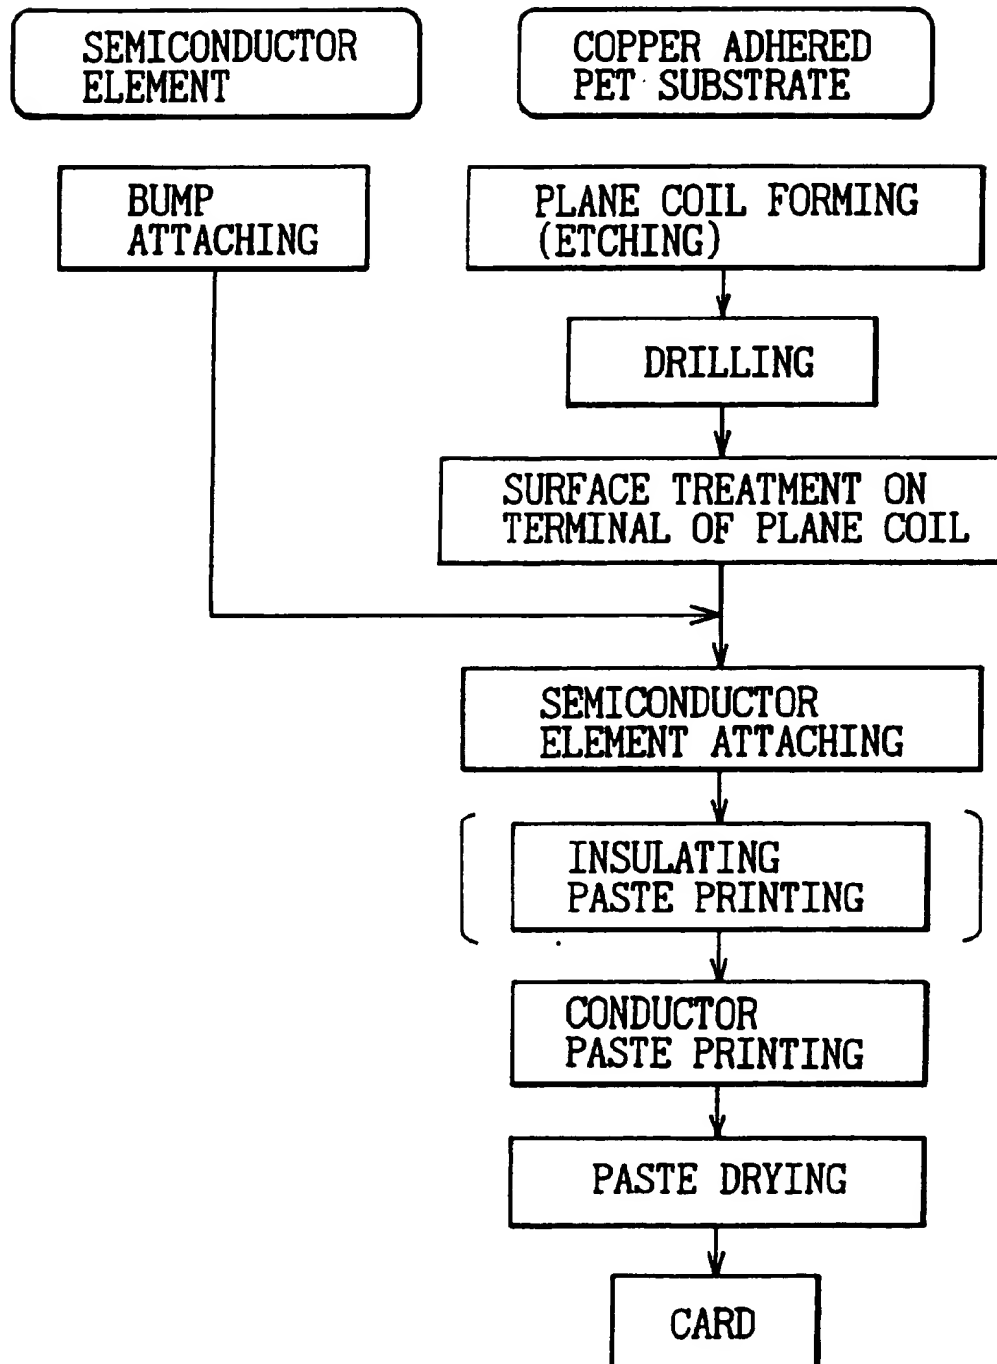 SEMICONDUCTOR
ELEMENT
COPPER ADHERED
PET SUBSTRATE
BUMP
ATTACHING
PLANE COIL FORMING
(ETCHING)
DRILLING
SURFACE TREATMENT ON
TERMINAL OF PLANE COIL
SEMICONDUCTOR
ELEMENT ATTACHING
INSULATING
PASTE PRINTING
CONDUCTOR
PASTE PRINTING
PASTE DRYING
CARD